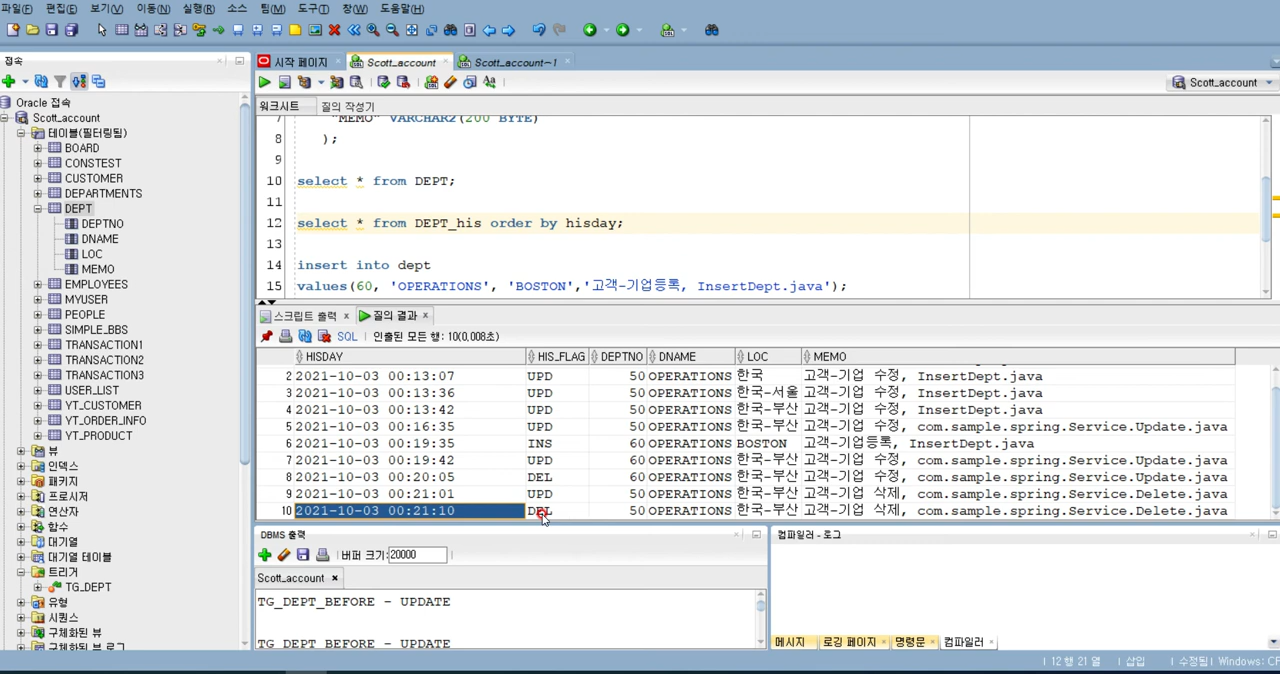 파일(F) 편집(E) 보기(V) 이동(N) 실행(R) 소스 팀(M) 도구(T) 창(W) 도움말(H)
접속
시작 페이지 Scott_account Scott_account~1
Scott_account
워크시트 질의 작성기
Oracle 접속
Scott_account
테이블(필터링됨)
BOARD
CONSTEST
CUSTOMER
DEPARTMENTS
DEPT
DEPTNO
DNAME
LOC
MEMO
EMPLOYEES
MYUSER
PEOPLE
SIMPLE_BBS
TRANSACTION1
TRANSACTION2
TRANSACTION3
USER_LIST
YT_CUSTOMER
YT_ORDER_INFO
YT_PRODUCT
뷰
인덱스
패키지
프로시저
연산자
함수
대기열
대기열 테이블
트리거
TG_DEPT
유형
시퀀스
구체화된 뷰
구체화된 뷰 로그
7 "MEMO" VARCHAR2(200 BYTE)
8 );
9
10 select * from DEPT;
11
12 select * from DEPT_his order by hisday;
13
14 insert into dept
15 values(60, 'OPERATIONS', 'BOSTON','고객-기업등록, InsertDept.java');
스크립트 출력 질의 결과
SQL 인출된 모든 행: 10(0,008초)
HISDAY HIS_FLAG DEPTNO DNAME LOC MEMO
2 2021-10-03 00:13:07 UPD 50 OPERATIONS 한국 고객-기업 수정, InsertDept.java
3 2021-10-03 00:13:36 UPD 50 OPERATIONS 한국-서울 고객-기업 수정, InsertDept.java
4 2021-10-03 00:13:42 UPD 50 OPERATIONS 한국-부산 고객-기업 수정, InsertDept.java
5 2021-10-03 00:16:35 UPD 50 OPERATIONS 한국-부산 고객-기업 수정, com.sample.spring.Service.Update.java
6 2021-10-03 00:19:35 INS 60 OPERATIONS BOSTON 고객-기업등록, InsertDept.java
7 2021-10-03 00:19:42 UPD 60 OPERATIONS 한국-부산 고객-기업 수정, com.sample.spring.Service.Update.java
8 2021-10-03 00:20:05 DEL 60 OPERATIONS 한국-부산 고객-기업 수정, com.sample.spring.Service.Update.java
9 2021-10-03 00:21:01 UPD 50 OPERATIONS 한국-부산 고객-기업 삭제, com.sample.spring.Service.Delete.java
10 2021-10-03 00:21:10 DEL 50 OPERATIONS 한국-부산 고객-기업 삭제, com.sample.spring.Service.Delete.java
DBMS 출력
버퍼 크기: 20000
Scott_account
TG_DEPT_BEFORE - UPDATE
TG_DEPT_BEFORE - UPDATE
컴파일러 - 로그
메시지 로깅 페이지 명령문 컴파일러
12 행 21 열 삽입 수정됨 Windows: CF